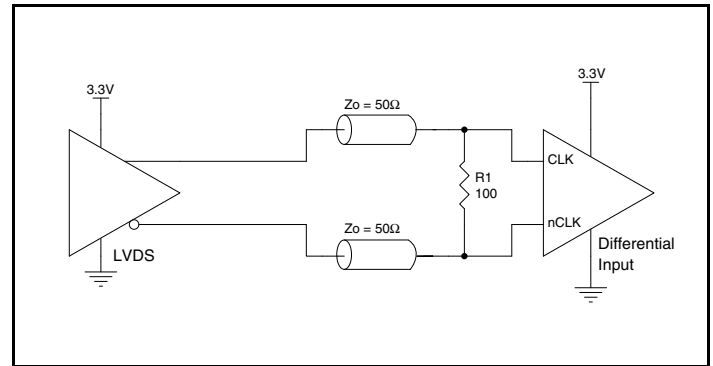 3.3V
3.3V
Zo = 50Ω
CLK
R1
100
nCLK
Zo = 50Ω
LVDS
Differential
Input